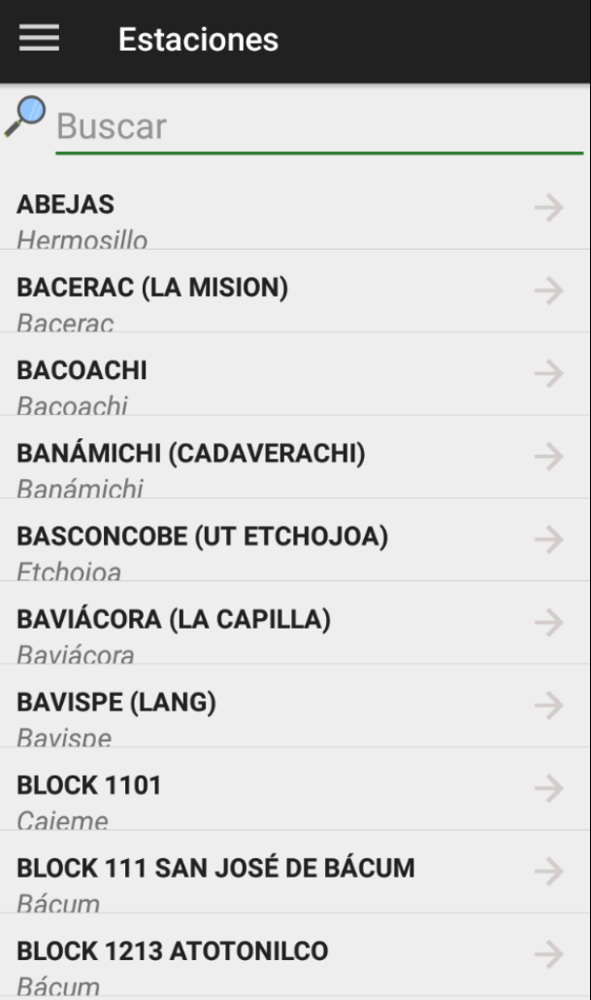 Estaciones
Buscar
ABEJAS
Hermosillo
BACERAC (LA MISION)
Bacerac
BACOACHI
Bacoachi
BANÁMICHI (CADAVERACHI)
Banámichi
BASCONCOBE (UT ETCHOJOA)
Etchojoa
BAVIÁCORA (LA CAPILLA)
Baviácora
BAVISPE (LANG)
Bavispe
BLOCK 1101
Cajeme
BLOCK 111 SAN JOSÉ DE BÁCUM
Bácum
BLOCK 1213 ATOTONILCO
Bácum